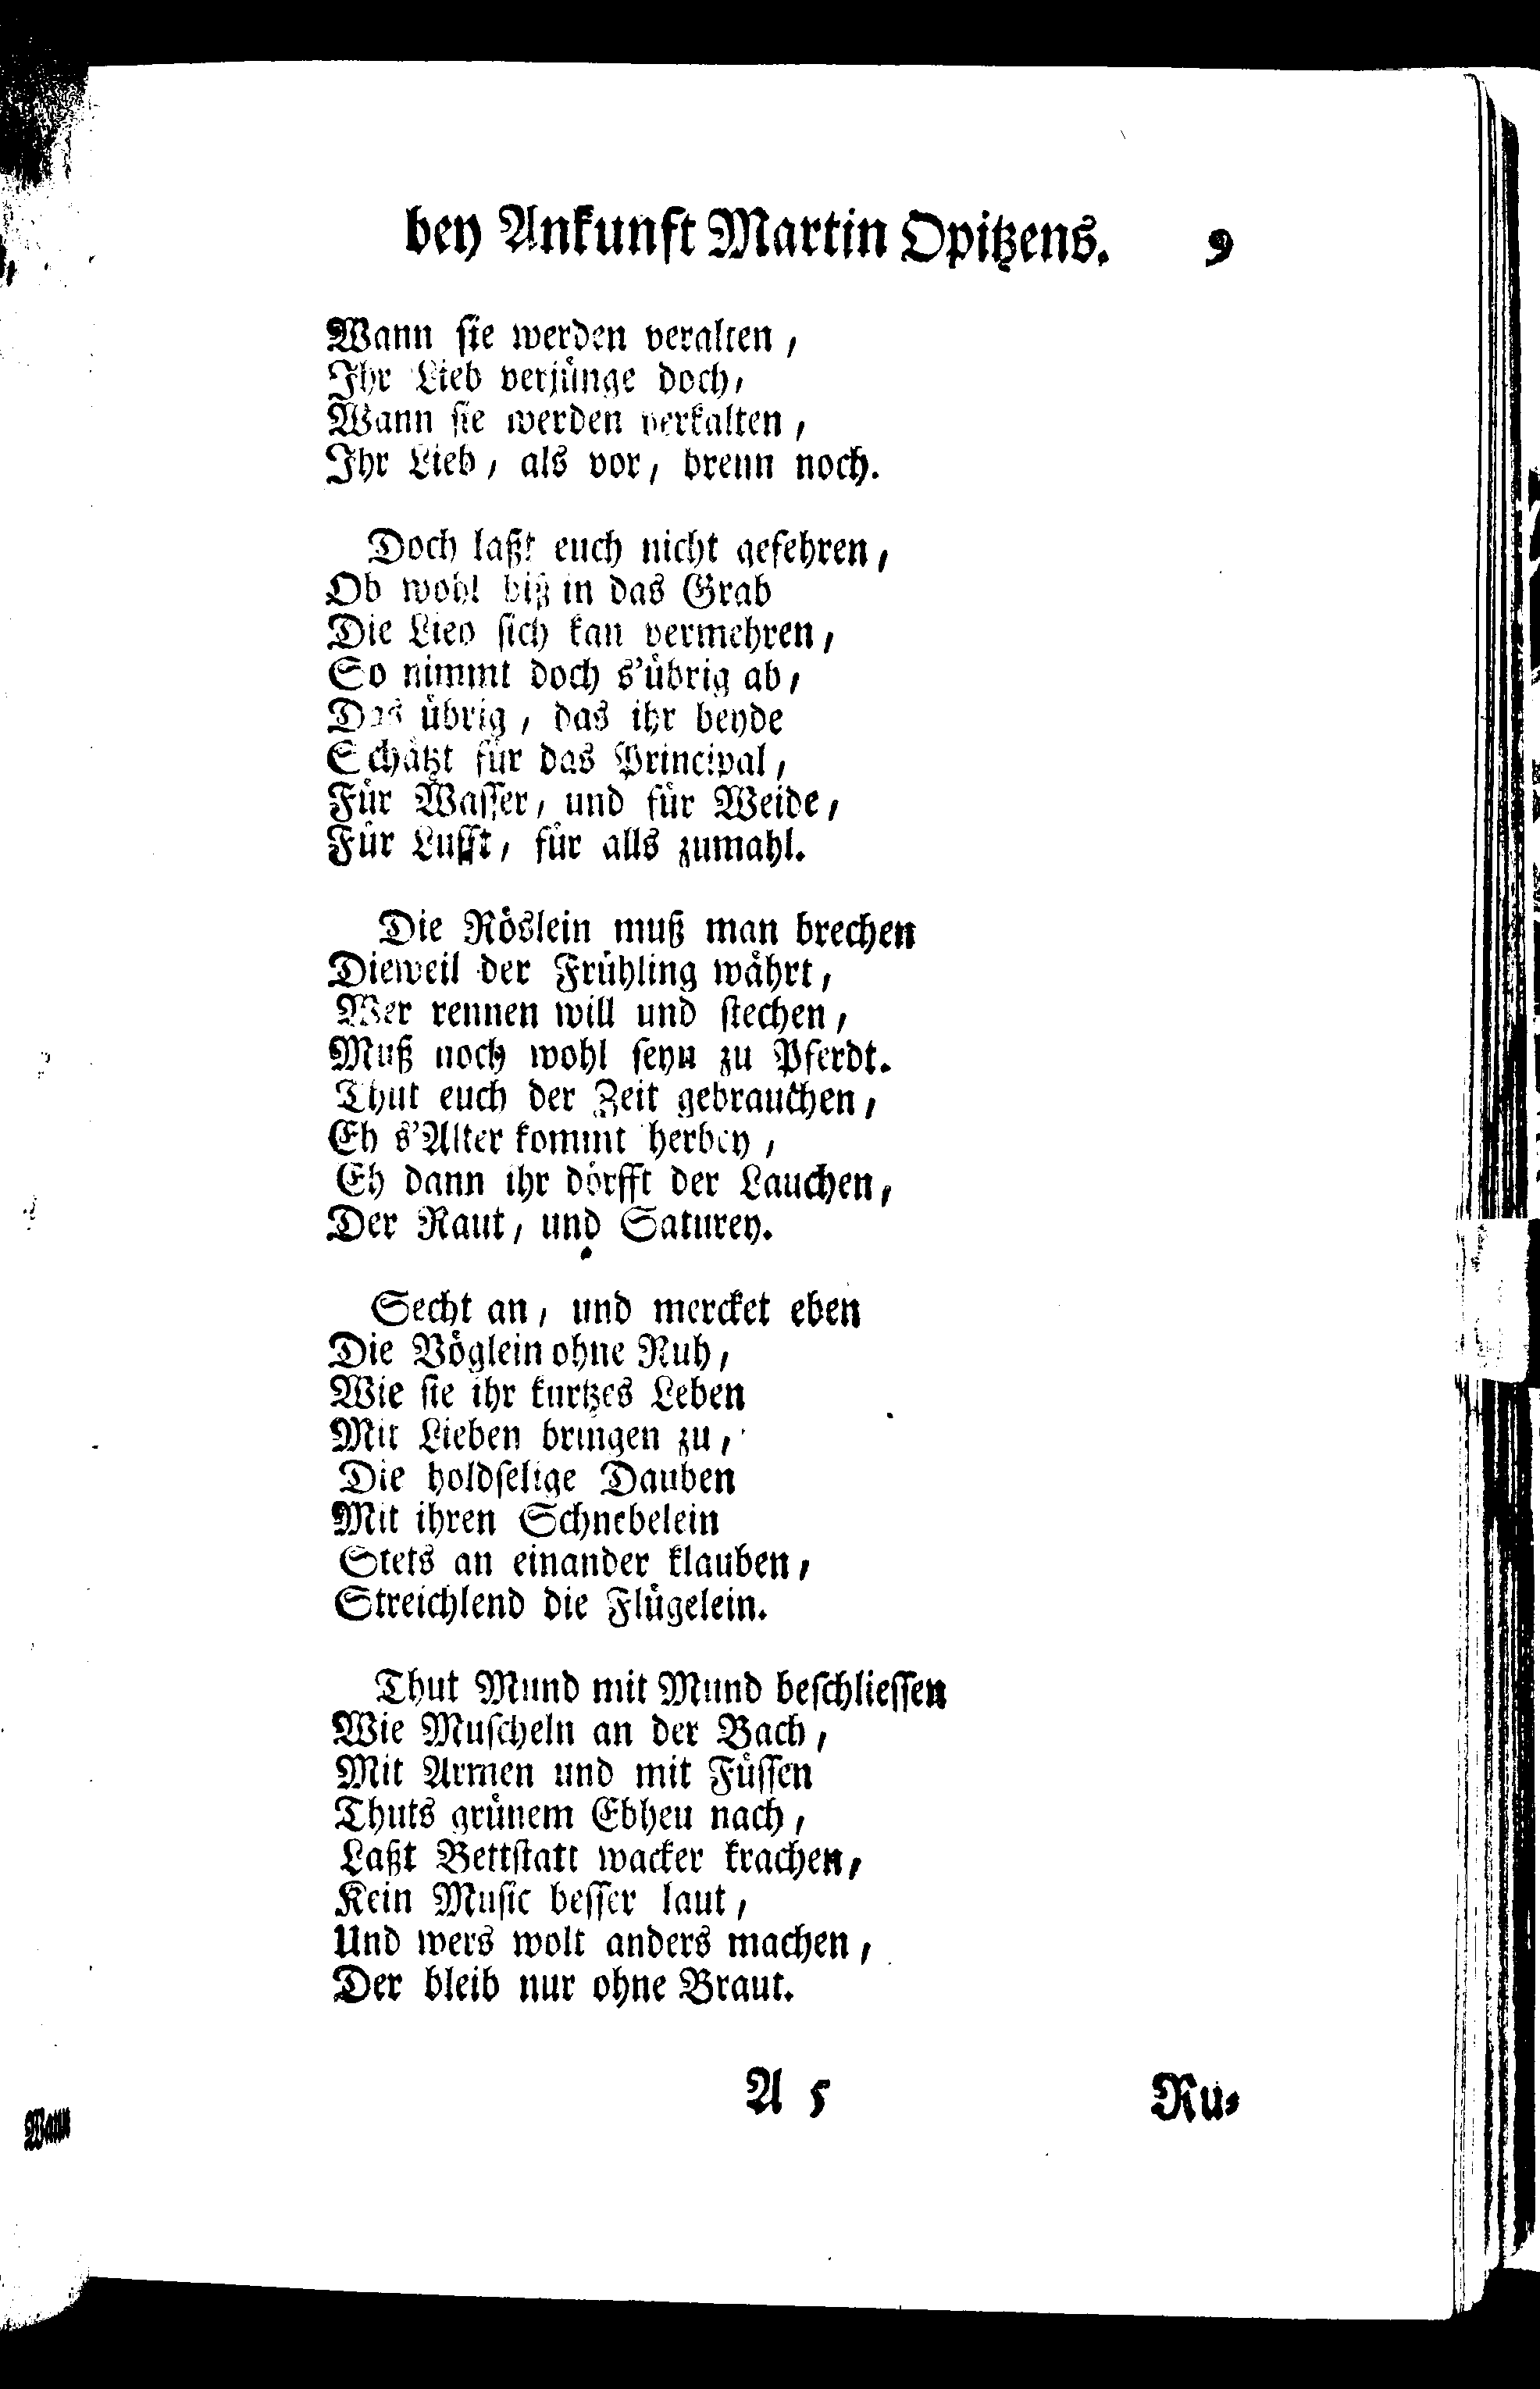 bey Ankunft Martin Opitzens. 9
Wann sie werden veralten,
Ihr Lieb verjünge doch,
Wann sie werden verkalten,
Ihr Lieb, als vor, brenn noch.
Doch laßt euch nicht gefehren,
Ob wohl biß in das Grab
Die Lieb sich kan vermehren,
So nimmt doch s'übrig ab,
Das übrig, das ihr beyde
Schätzt für das Principal,
Für Wasser, und für Weide,
Für Lufft, für alls zumahl.
Die Röslein muß man brechen
Dieweil der Frühling währt,
Wer rennen will und stechen,
Muß noch wohl seyn zu Pferdt.
Thut euch der Zeit gebrauchen,
Eh s'Alter kommt herbey,
Eh dann ihr dörfft der Lauchen,
Der Raut, und Saturey.
Secht an, und mercket eben
Die Vöglein ohne Ruh,
Wie sie ihr kurtzes Leben
Mit Lieben bringen zu,
Die holdselige Dauben
Mit ihren Schnebelein
Stets an einander klauben,
Streichlend die Flügelein.
Thut Mund mit Mund beschliessen
Wie Muscheln an der Bach,
Mit Armen und mit Füssen
Thuts grünem Ebheu nach,
Laßt Bettstatt wacker krachen,
Kein Music besser laut,
Und wers wolt anders machen,
Der bleib nur ohne Braut.
A 5 Ru-
Wann